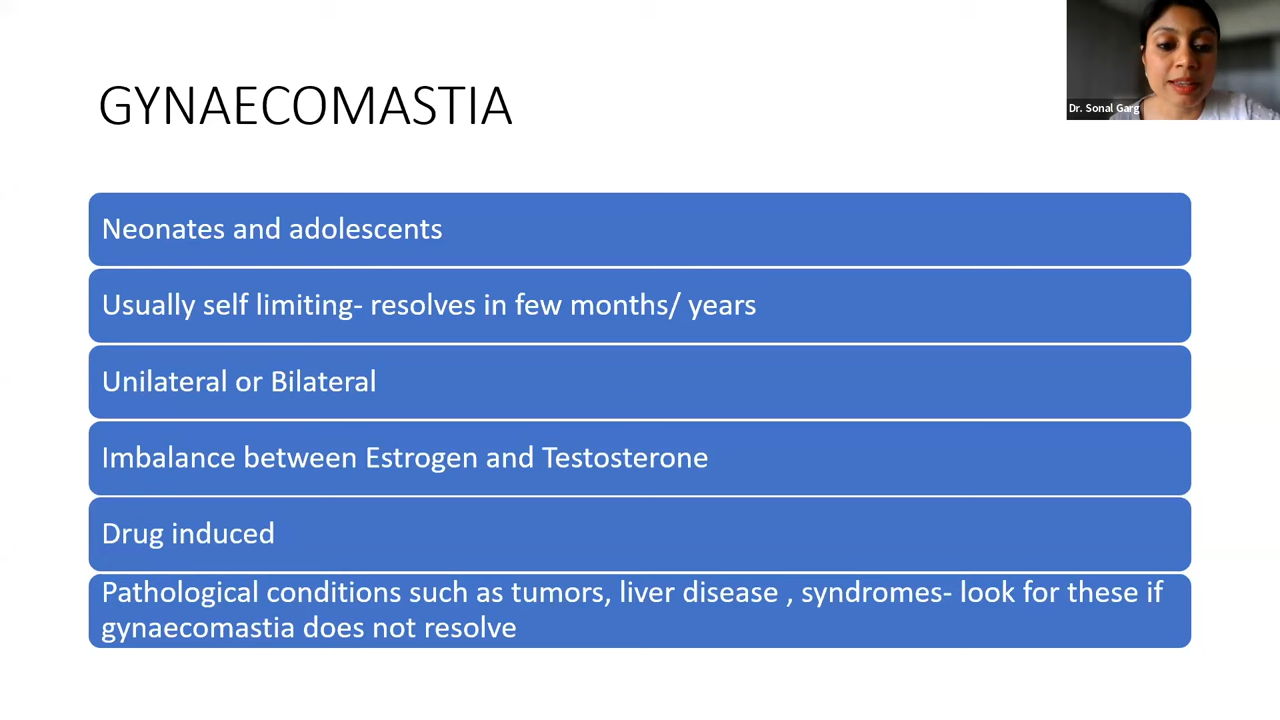 GYNAECOMASTIA
Dr. Sonal Garg
Neonates and adolescents
Usually self limiting- resolves in few months/ years
Unilateral or Bilateral
Imbalance between Estrogen and Testosterone
Drug induced
Pathological conditions such as tumors, liver disease , syndromes- look for these if
gynaecomastia does not resolve